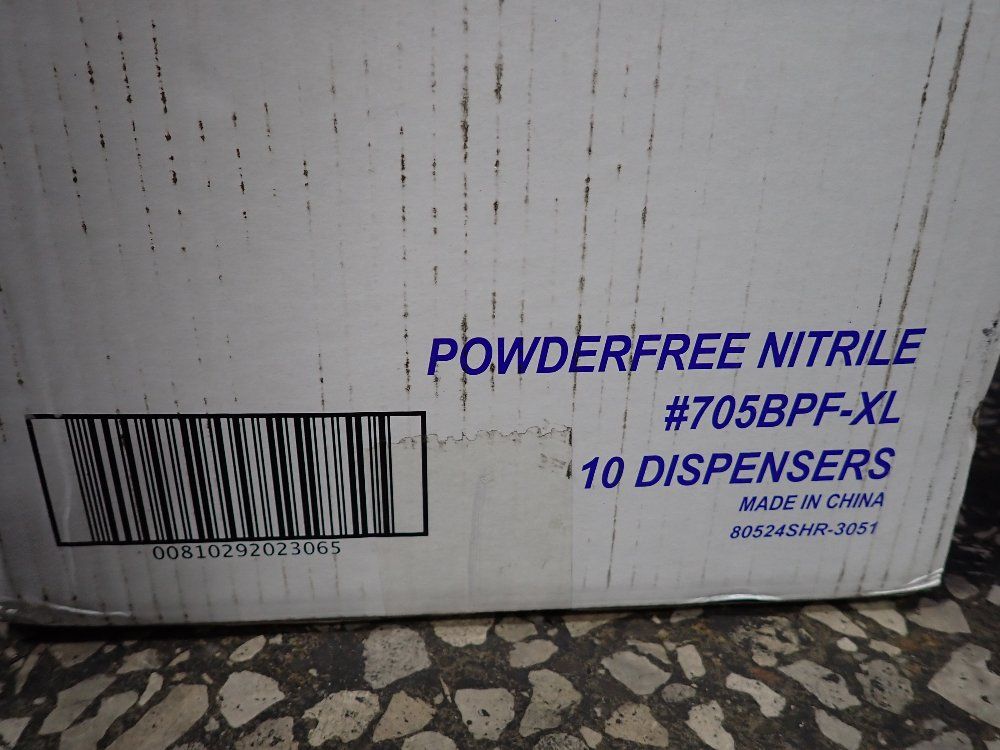 POWDERFREE NITRILE
#705BPF-XL
10 DISPENSERS
MADE IN CHINA
80524SHR-3051
00810292023065